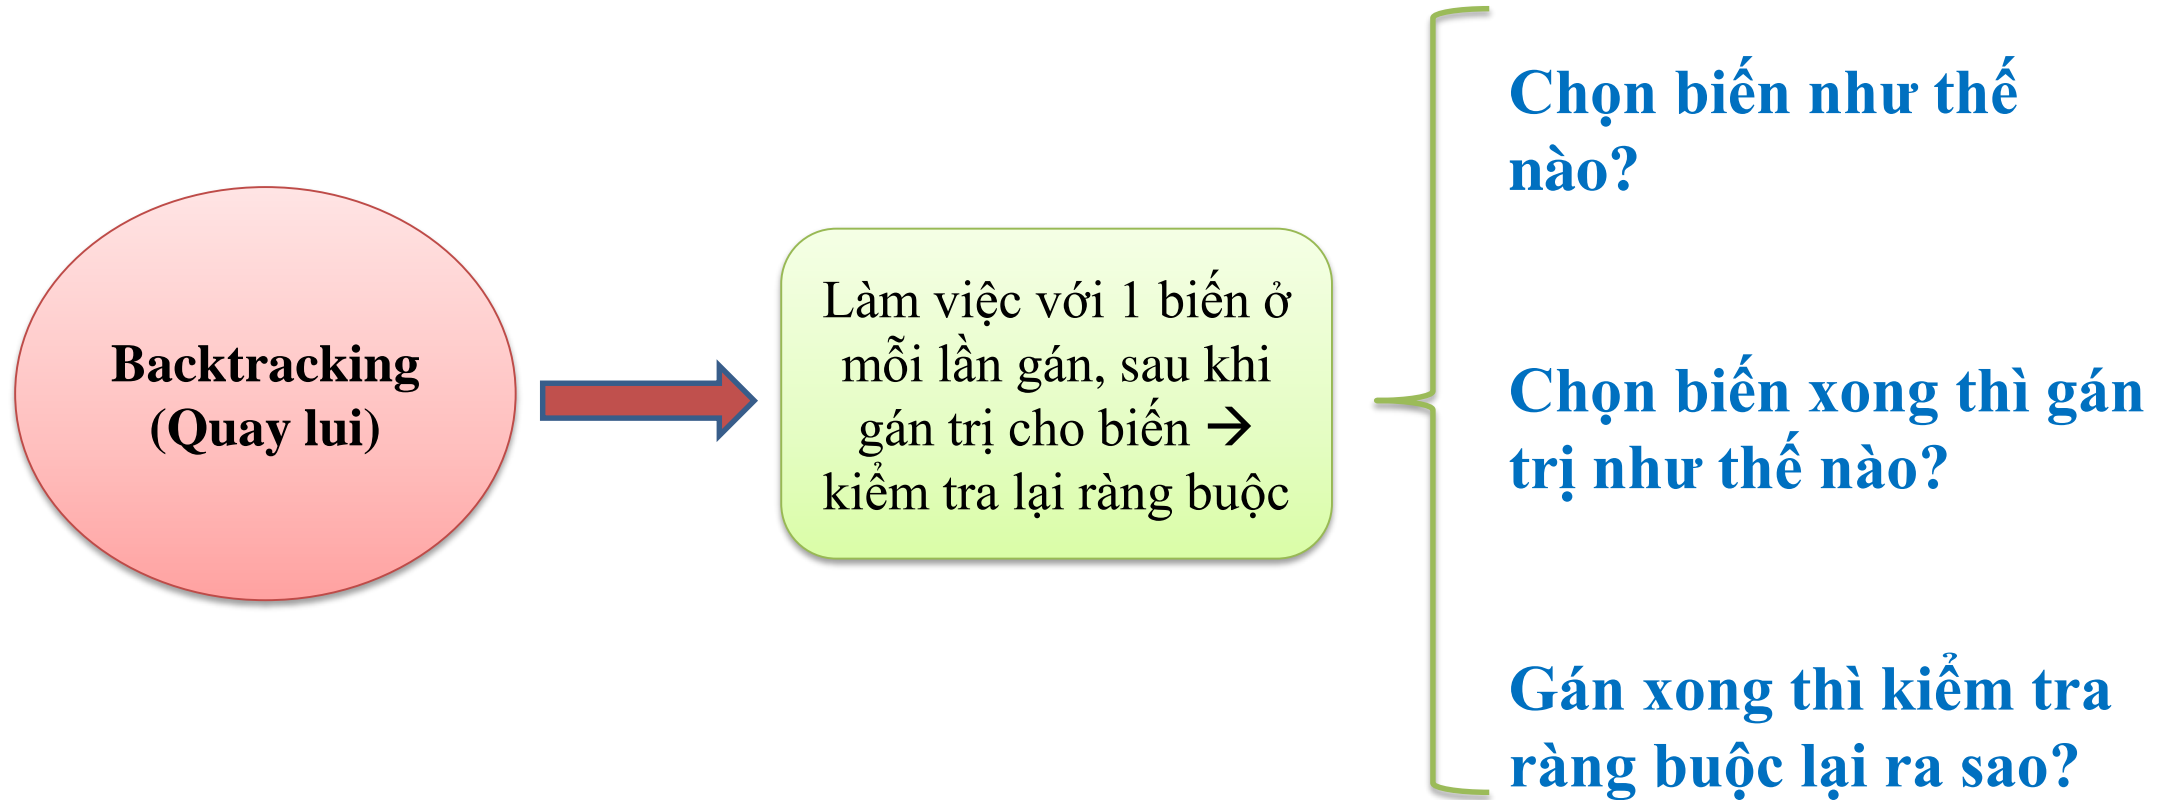 Backtracking
(Quay lui)
Làm việc với 1 biến ở
mỗi lần gán, sau khi
gán trị cho biến →
kiểm tra lại ràng buộc
Chọn biến như thế
nào?
Chọn biến xong thì gán
trị như thế nào?
Gán xong thì kiểm tra
ràng buộc lại ra sao?